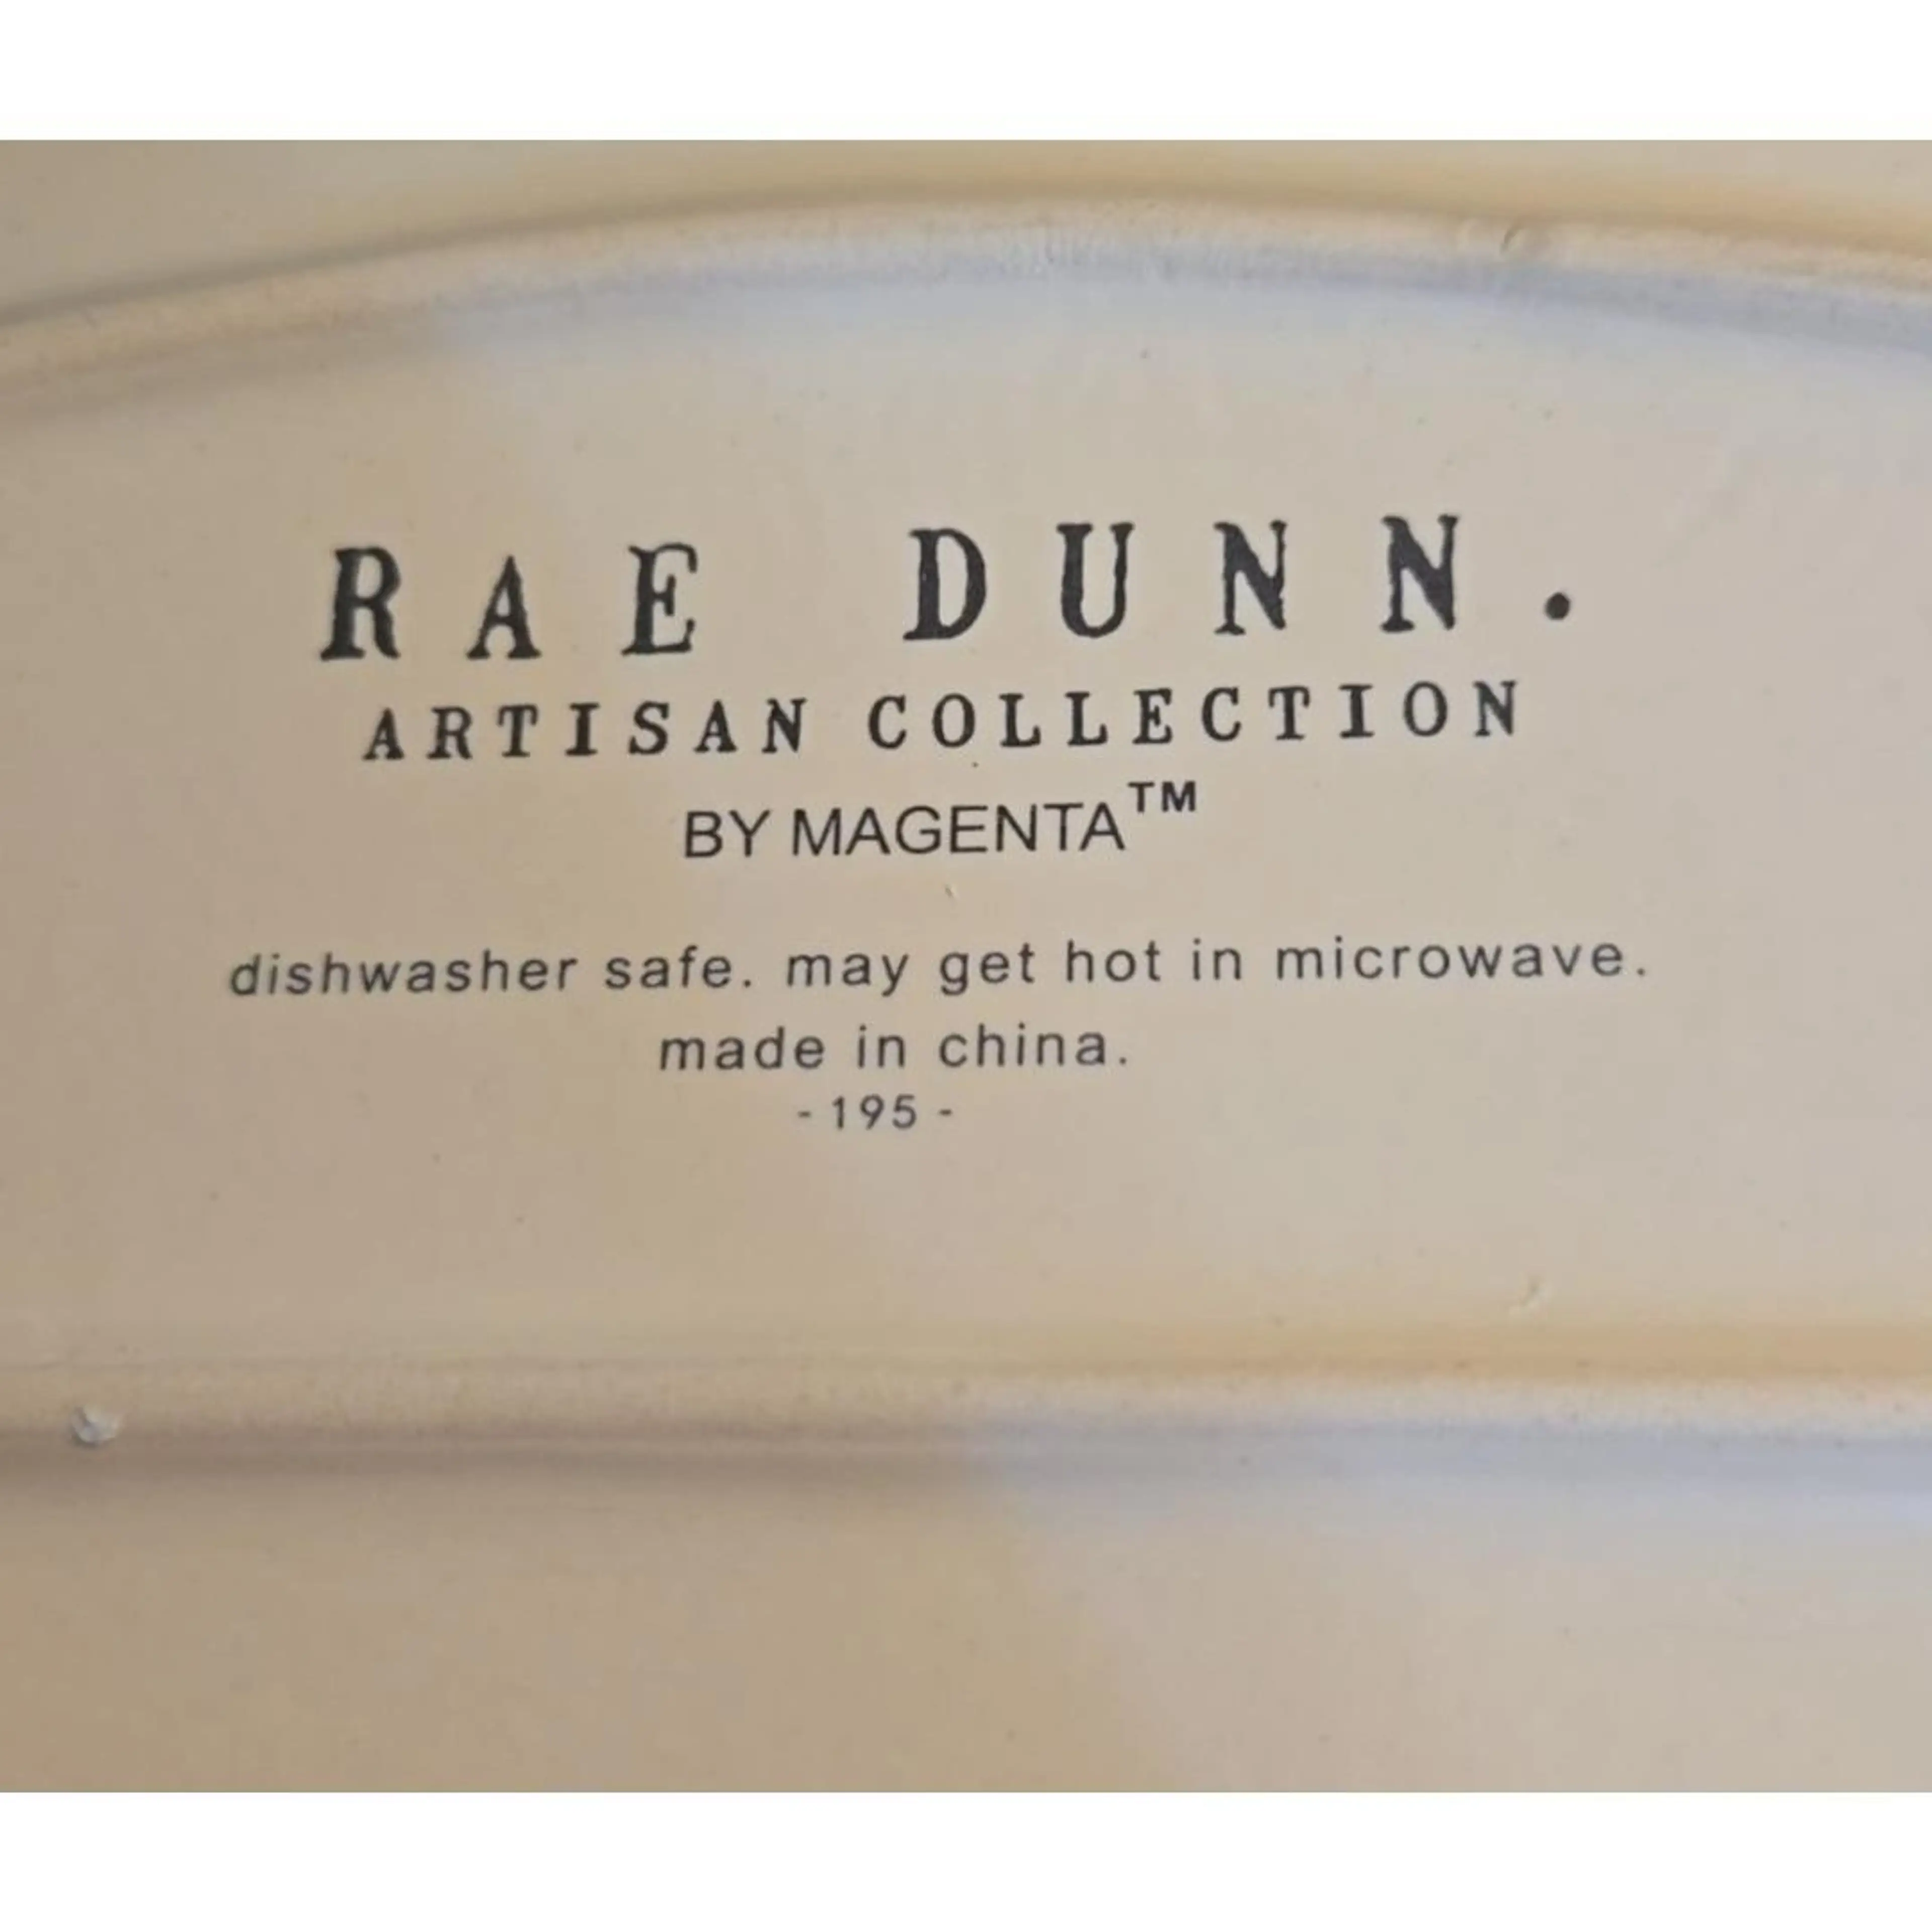 RAE DUNN.
ARTISAN COLLECTION
BY MAGENTA™
dishwasher safe. may get hot in microwave.
made in china.
- 195 -